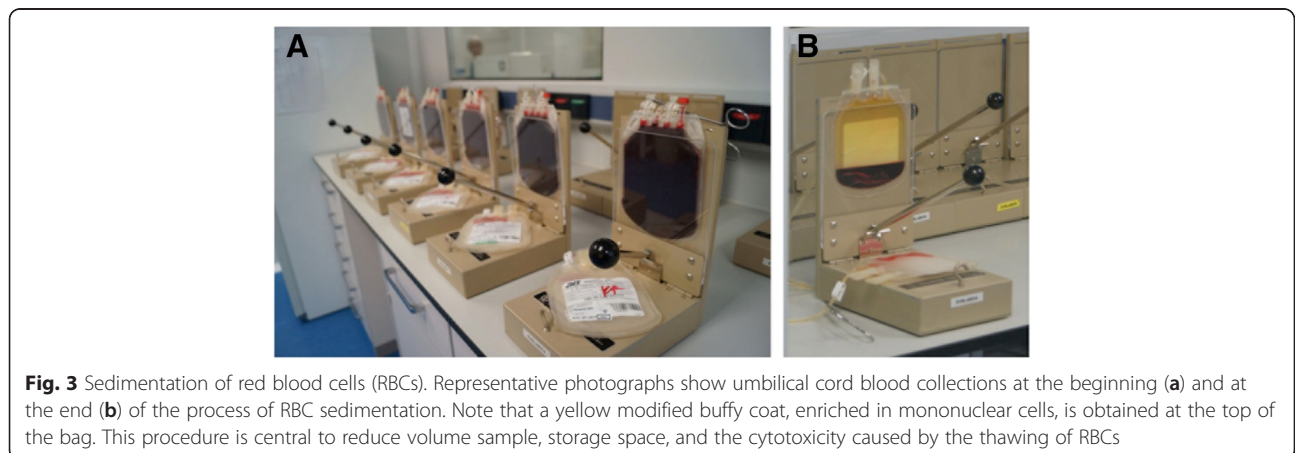 A
B
Fig. 3 Sedimentation of red blood cells (RBCs). Representative photographs show umbilical cord blood collections at the beginning (a) and at
the end (b) of the process of RBC sedimentation. Note that a yellow modified buffy coat, enriched in mononuclear cells, is obtained at the top of
the bag. This procedure is central to reduce volume sample, storage space, and the cytotoxicity caused by the thawing of RBCs